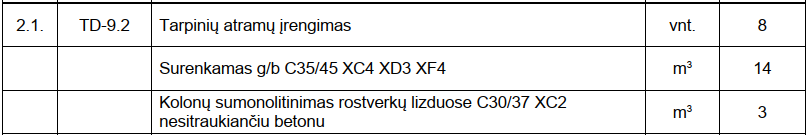 2.1. TD-9.2 Tarpinių atramų įrengimas vnt. 8
Surenkamas g/b C35/45 XC4 XD3 XF4 m³ 14
Kolonų sumonolitinimas rostverkų lizduose C30/37 XC2
nesitraukiančiu betonu m³ 3